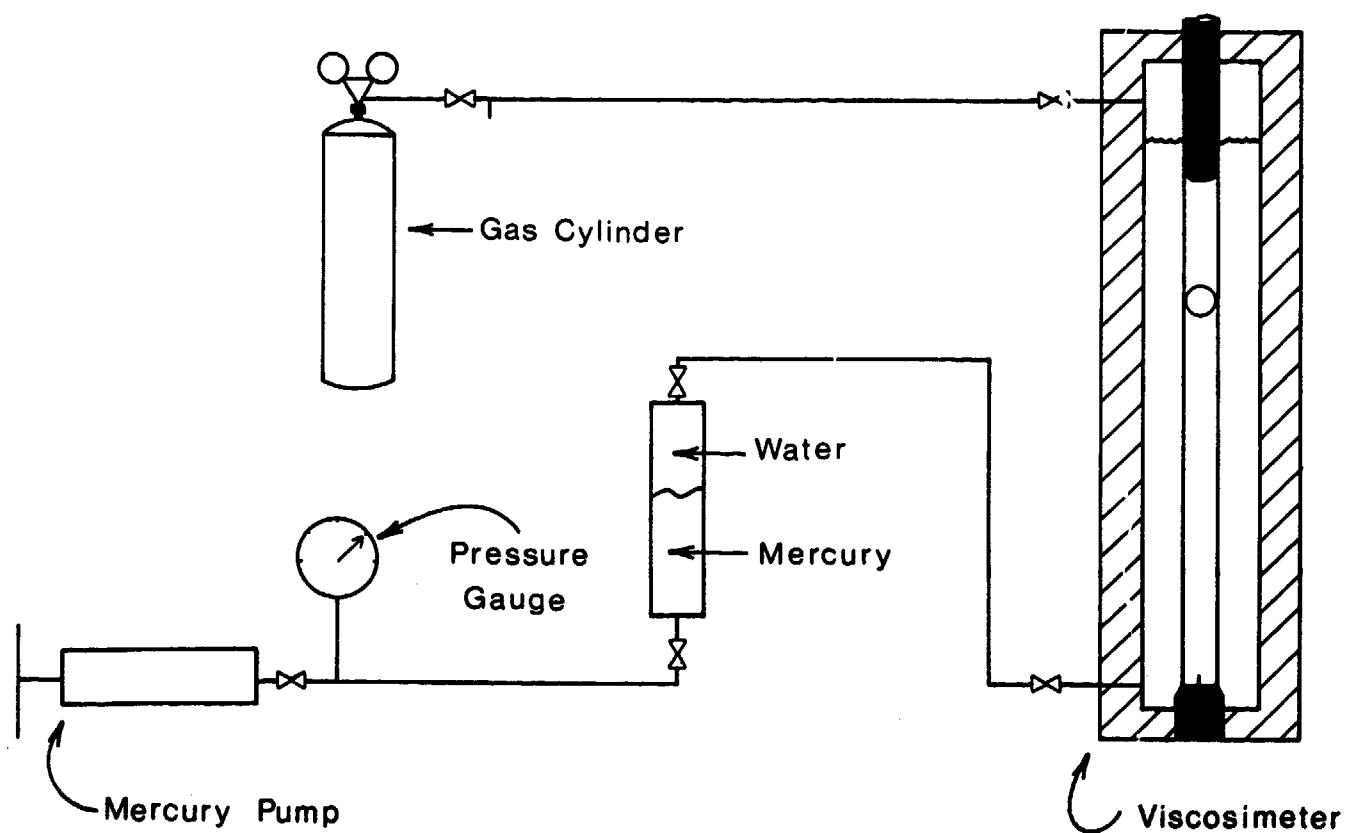 Gas Cylinder
Water
Mercury
Pressure
Gauge
Mercury Pump
Viscosimeter